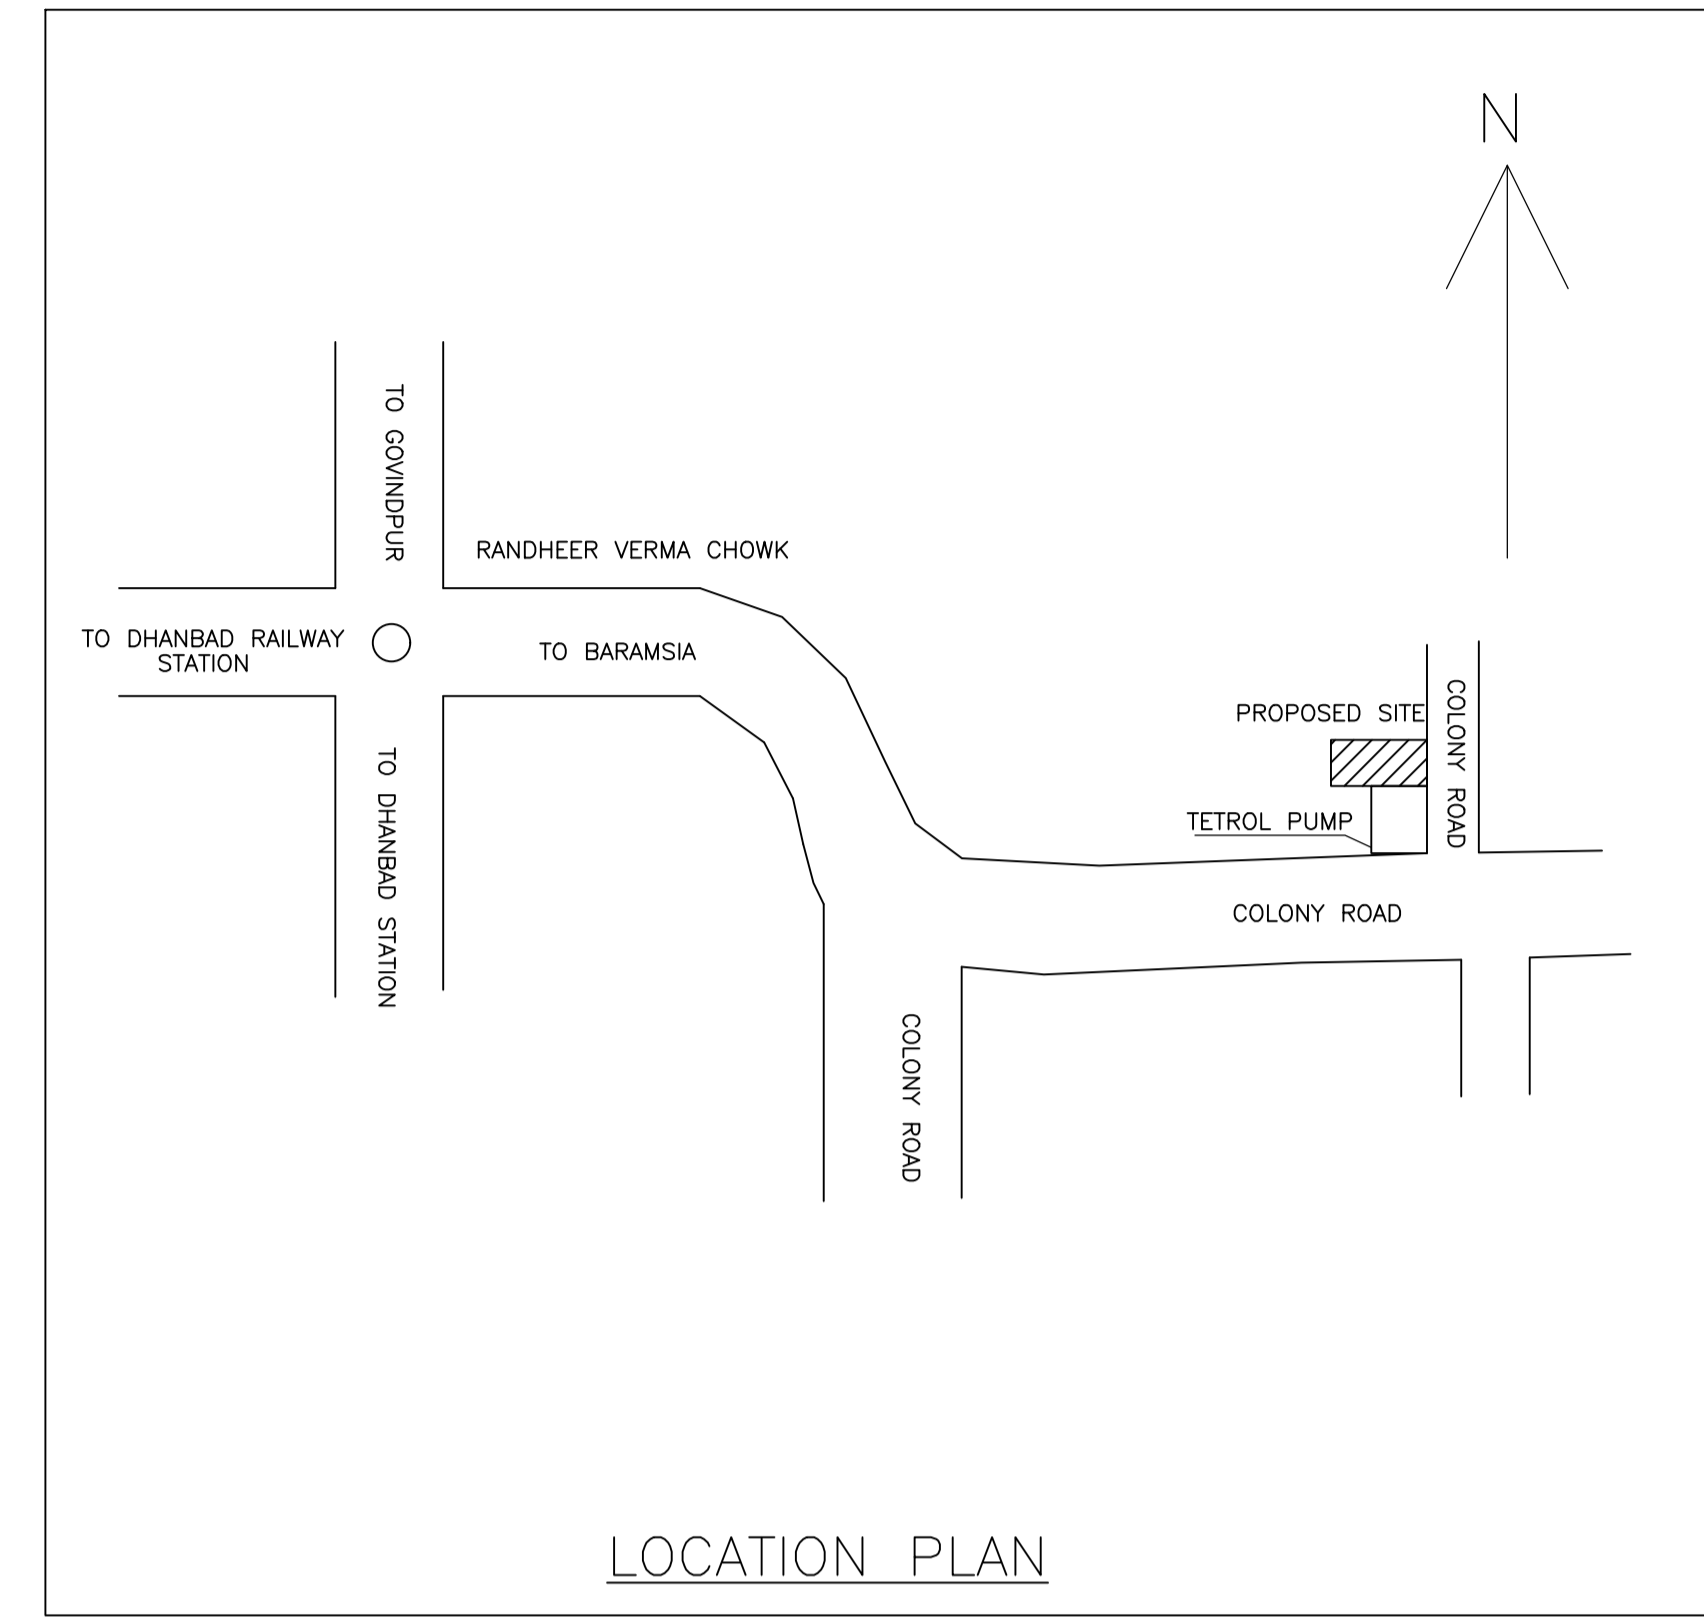 N
TO GOVINDPUR
RANDHEER VERMA CHOWK
TO DHANBAD RAILWAY
STATION
TO BARAMSIA
TO DHANBAD STATION
PROPOSED SITE
COLONY ROAD
TETROL PUMP
COLONY ROAD
COLONY ROAD
LOCATION PLAN